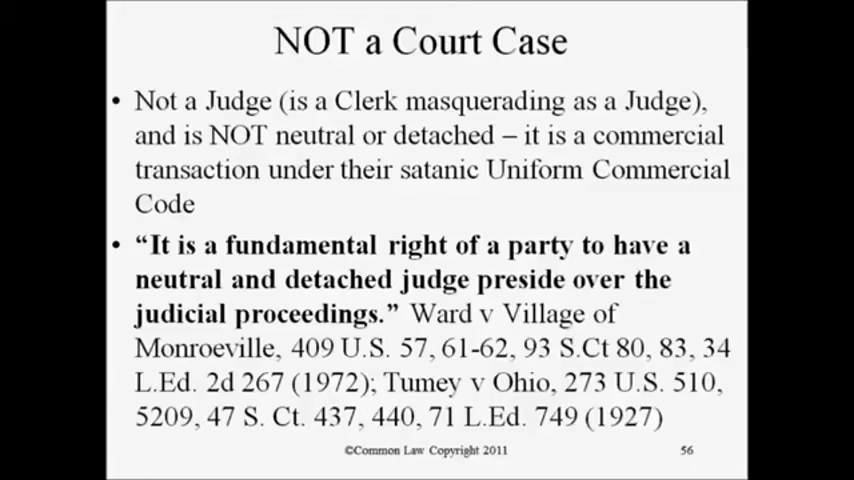 NOT a Court Case
• Not a Judge (is a Clerk masquerading as a Judge),
and is NOT neutral or detached – it is a commercial
transaction under their satanic Uniform Commercial
Code
• “It is a fundamental right of a party to have a
neutral and detached judge preside over the
judicial proceedings.” Ward v Village of
Monroeville, 409 U.S. 57, 61-62, 93 S.Ct 80, 83, 34
L.Ed. 2d 267 (1972); Tumey v Ohio, 273 U.S. 510,
5209, 47 S. Ct. 437, 440, 71 L.Ed. 749 (1927)
©Common Law Copyright 2011 56